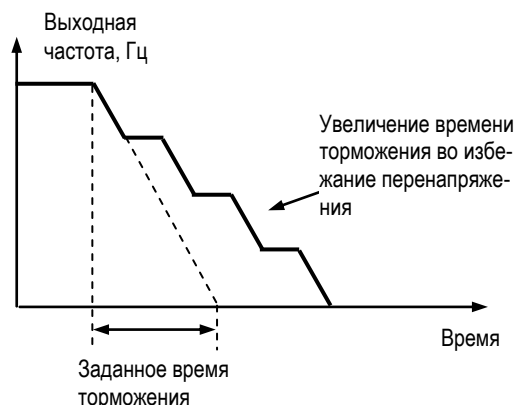 Выходная
частота, Гц
Увеличение времени
торможения во избе-
жание перенапряже-
ния
Время
Заданное время
торможения